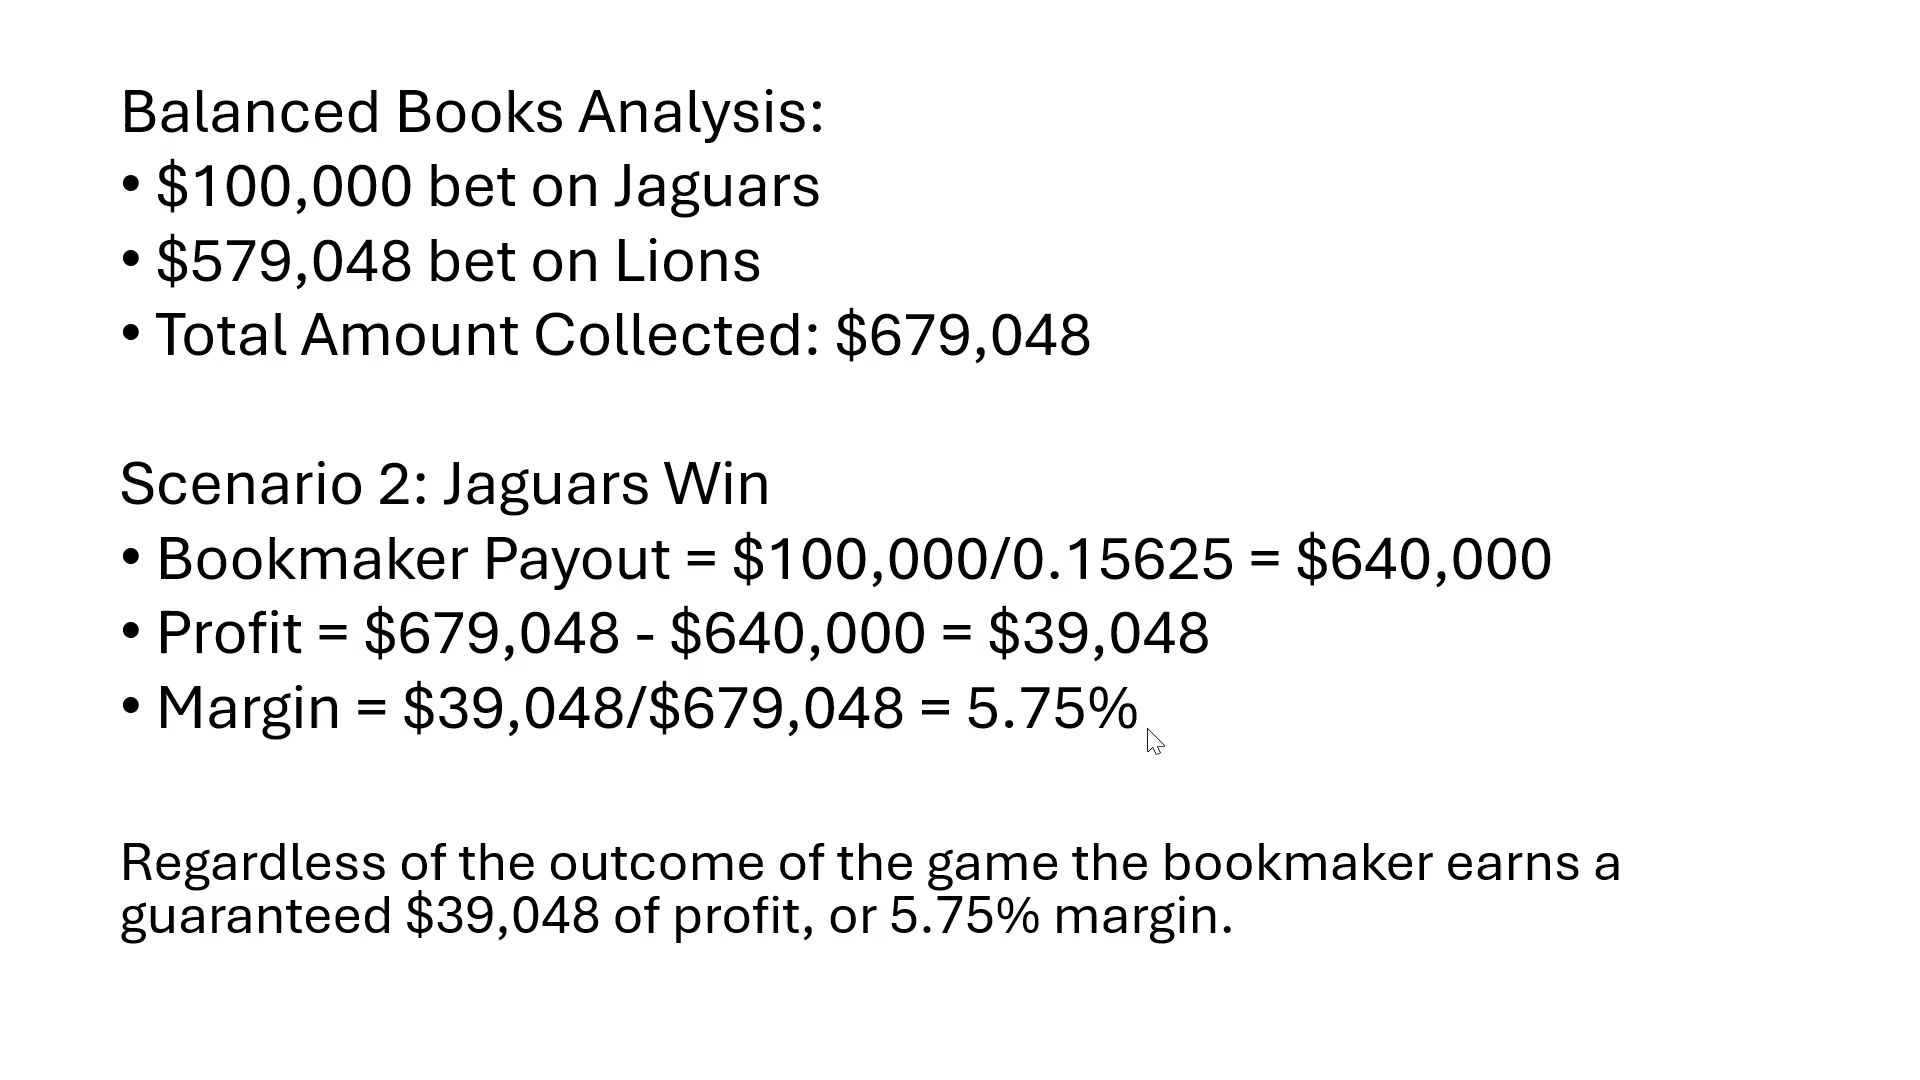 Balanced Books Analysis:
• $100,000 bet on Jaguars
• $579,048 bet on Lions
• Total Amount Collected: $679,048
Scenario 2: Jaguars Win
• Bookmaker Payout = $100,000/0.15625 = $640,000
• Profit = $679,048 - $640,000 = $39,048
• Margin = $39,048/$679,048 = 5.75%
Regardless of the outcome of the game the bookmaker earns a
guaranteed $39,048 of profit, or 5.75% margin.